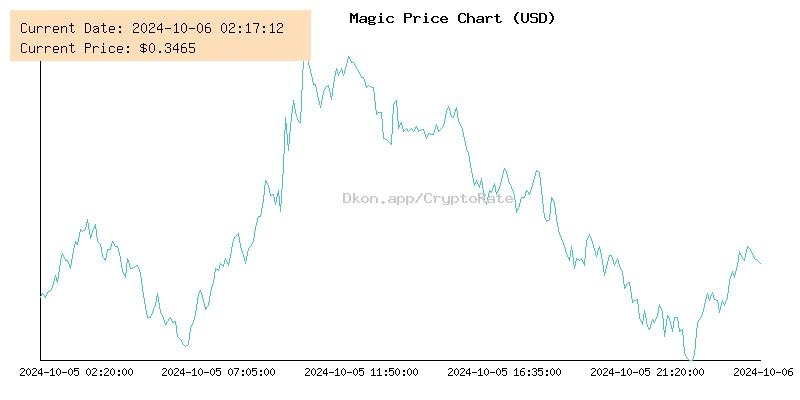 Magic Price Chart (USD)
Current Date: 2024-10-06 02:17:12
Current Price: $0.3465
Dkon.app/CryptoRate
2024-10-05 02:20:00 2024-10-05 07:05:00 2024-10-05 11:50:00 2024-10-05 16:35:00 2024-10-05 21:20:00 2024-10-06